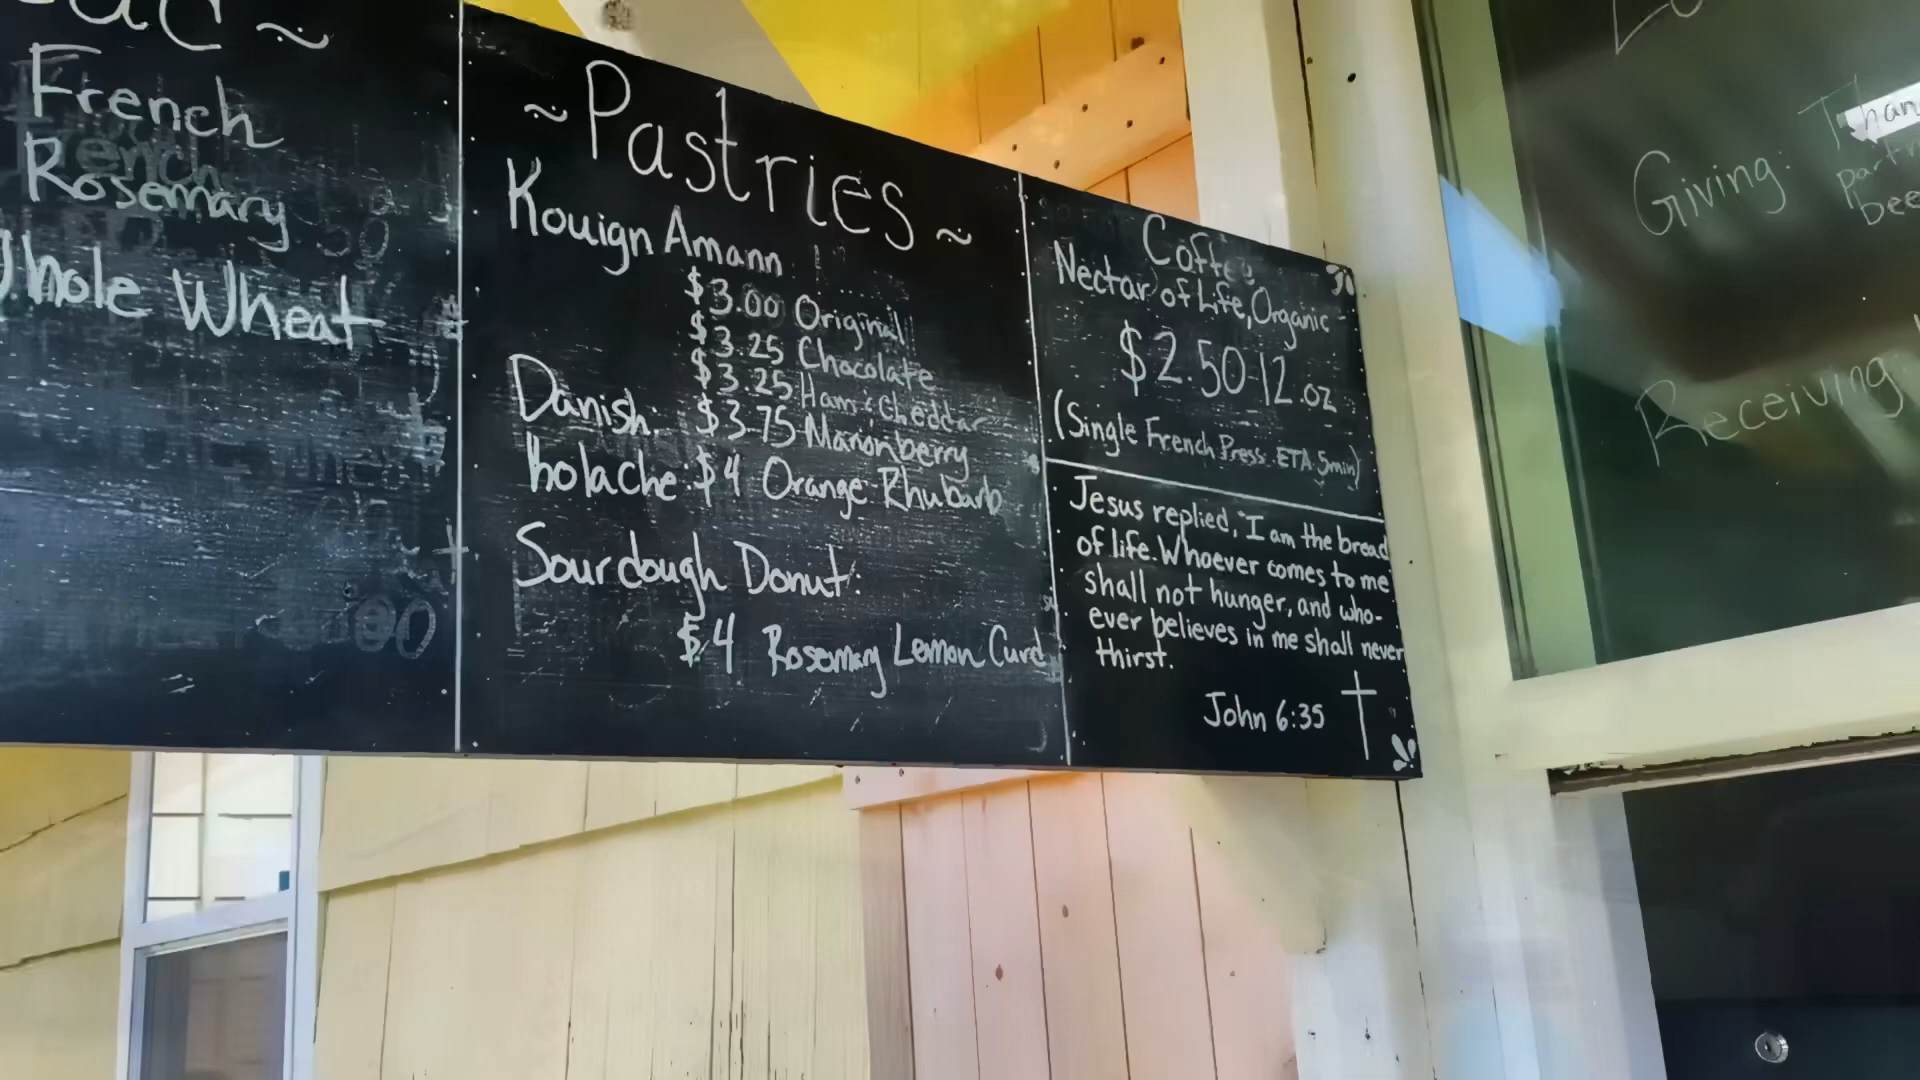 French
Rosemary
Whole Wheat
~Pastries~
Kouign Amann
$3.00 Original
$3.25 Chocolate
$3.25 Ham & Cheddar
Danish: $3.75 Marionberry
Kolache: $4 Orange Rhubarb
Sourdough Donut:
$4 Rosemary Lemon Curd
Coffee
Nectar of Life, Organic
$2.50-12.oz
(Single French Press ETA 5min)
Jesus replied, "I am the bread
of life. Whoever comes to me
shall not hunger, and who-
ever believes in me shall never
thirst.
John 6:35
Giving:
Receiving: